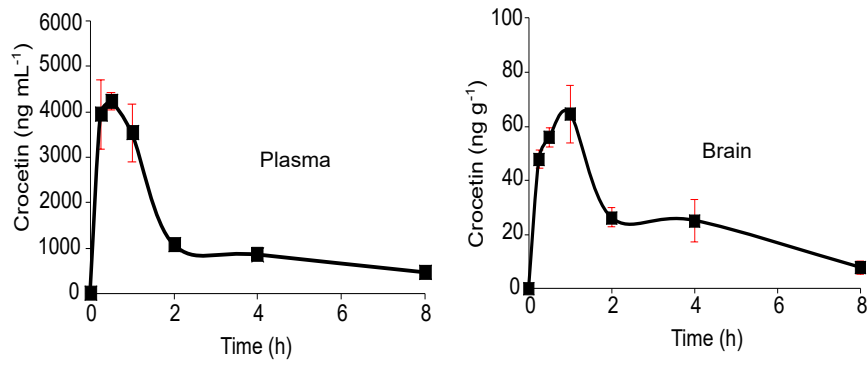 6000
5000
4000
3000
2000
1000
0
Crocetin (ng mL⁻¹)
Plasma
0 2 4 6 8
Time (h)
100
80
60
40
20
0
Crocetin (ng g⁻¹)
Brain
0 2 4 6 8
Time (h)